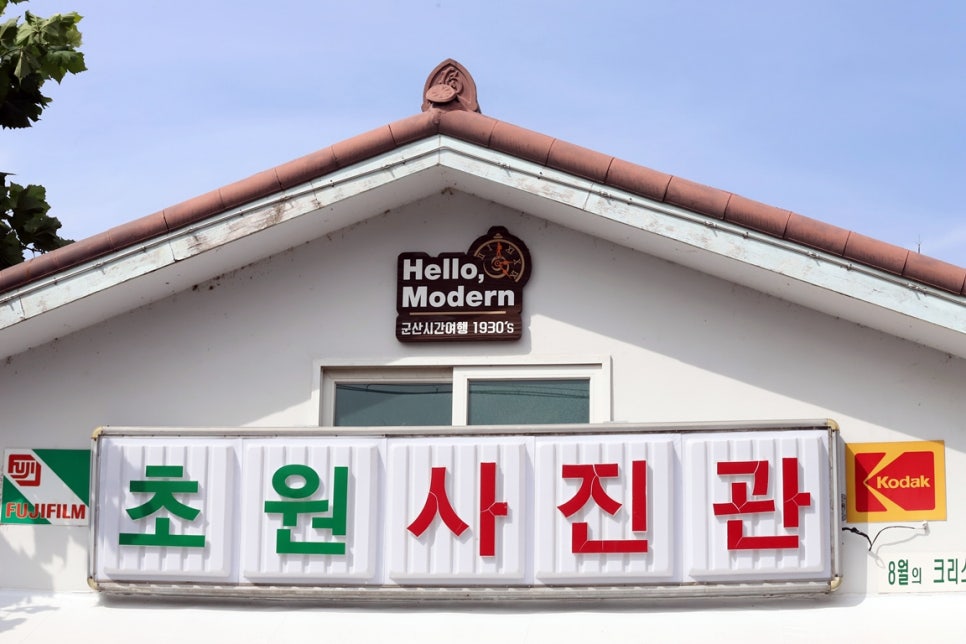 Hello,
Modern
군산시간여행 1930's
FUJI
FUJIFILM
초원사진관
Kodak
8월의 크리스